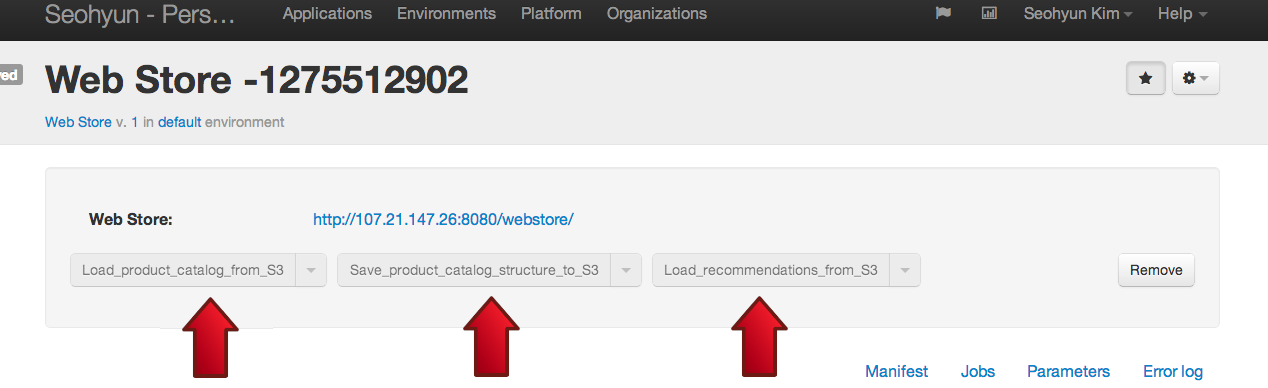 Seohyun - Pers… Applications Environments Platform Organizations Seohyun Kim Help
Web Store -1275512902
Web Store v. 1 in default environment
Web Store: http://107.21.147.26:8080/webstore/
Load_product_catalog_from_S3 Save_product_catalog_structure_to_S3 Load_recommendations_from_S3 Remove
Manifest Jobs Parameters Error log